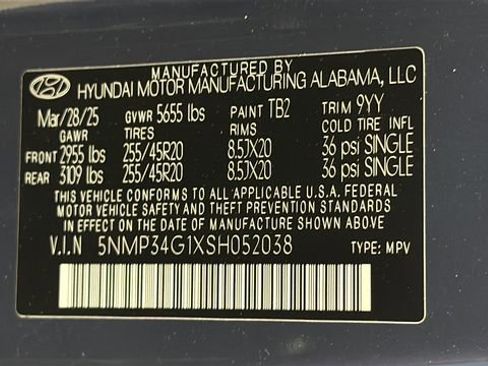 MANUFACTURED BY
HYUNDAI MOTOR MANUFACTURING ALABAMA, LLC
Mar/28/25 GVWR 5655 lbs PAINT TB2 TRIM 9YY
GAWR TIRES RIMS COLD TIRE INFL
FRONT 2955 lbs 255/45R20 8.5JX20 36 psi SINGLE
REAR 3109 lbs 255/45R20 8.5JX20 36 psi SINGLE
THIS VEHICLE CONFORMS TO ALL APPLICABLE U.S.A. FEDERAL
MOTOR VEHICLE SAFETY AND THEFT PREVENTION STANDARDS
IN EFFECT ON THE DATE OF MANUFACTURE SHOWN ABOVE
V.I.N 5NMP34G1XSH052038 TYPE: MPV